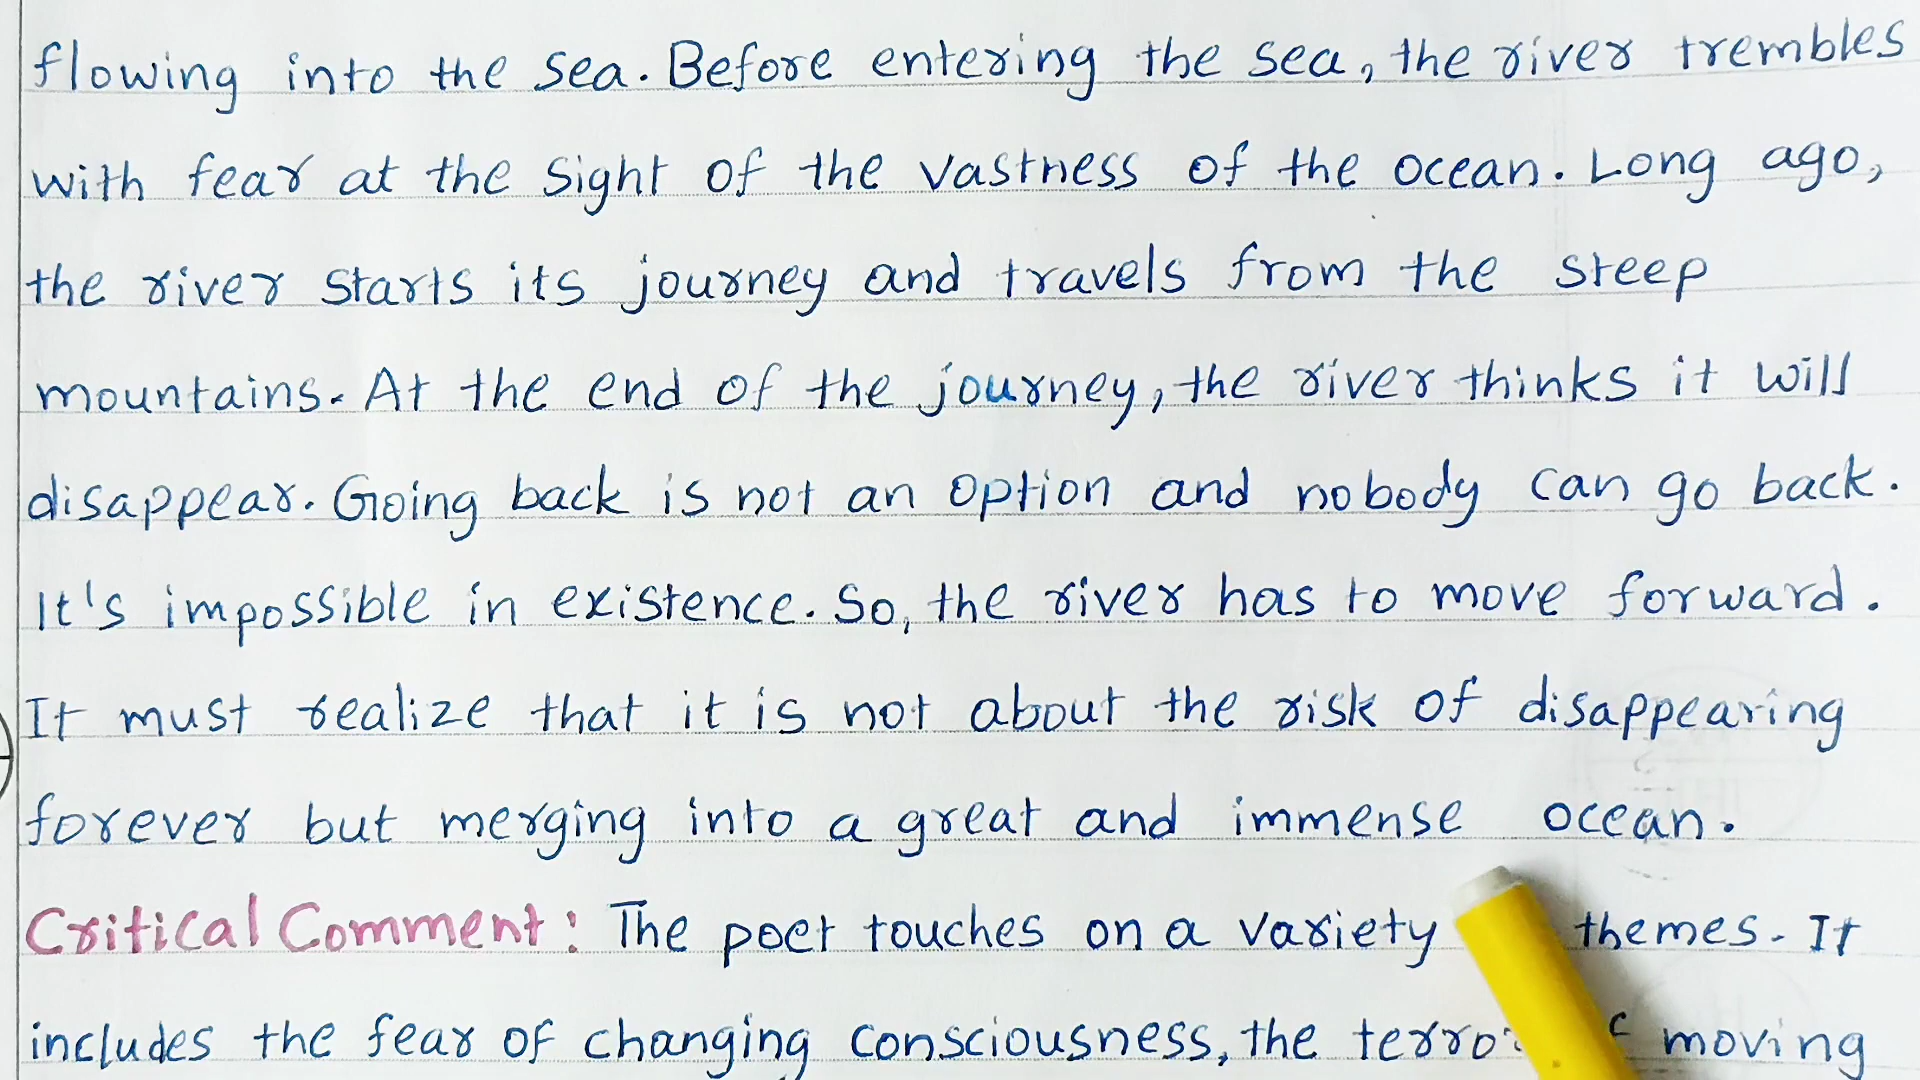 flowing into the sea. Before entering the sea, the river trembles
with fear at the sight of the vastness of the ocean. Long ago,
the river starts its journey and travels from the steep
mountains. At the end of the journey, the river thinks it will
disappear. Going back is not an option and nobody can go back.
It's impossible in existence. So, the river has to move forward.
It must realize that it is not about the risk of disappearing
forever but merging into a great and immense ocean.
Critical Comment: The poet touches on a variety themes. It
includes the fear of changing consciousness, the moving